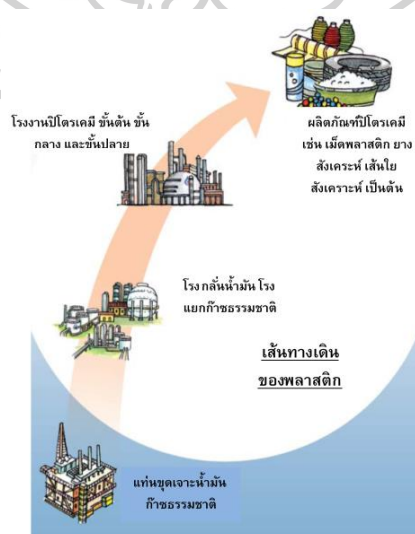 ผลิตภัณฑ์ปิโตรเคมี
เช่น เม็ดพลาสติก ยาง
สังเคระห์ เส้นใย
สังเคราะห์ เป็นต้น
โรงงานปิโตรเคมี ขั้นต้น ขั้น
กลาง และขั้นปลาย
โรงกลั่นน้ำมัน โรง
แยกก๊าซธรรมชาติ
เส้นทางเดิน
ของพลาสติก
แท่นขุดเจาะน้ำมัน
ก๊าซธรรมชาติ